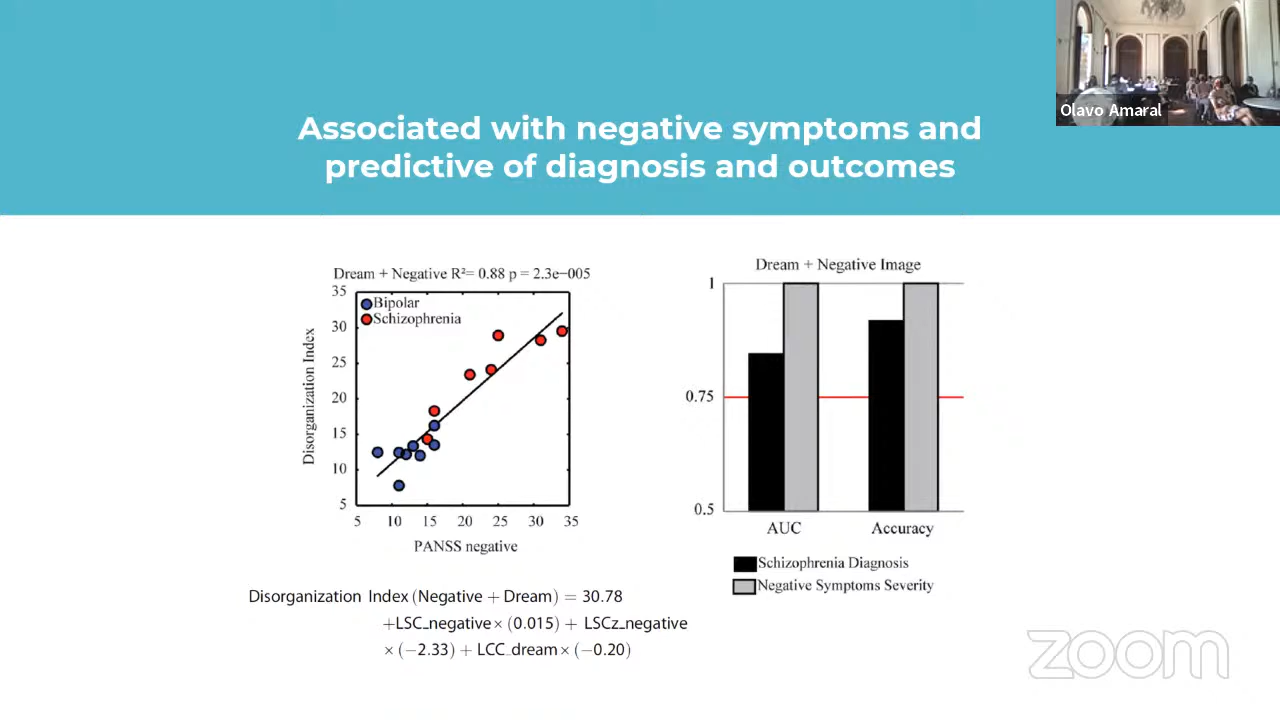 Olavo Amaral
Associated with negative symptoms and
predictive of diagnosis and outcomes
Dream + Negative R²= 0.88 p = 2.3e−005
35
30
25
20
15
10
5
Disorganization Index
Bipolar
Schizophrenia
5 10 15 20 25 30 35
PANSS negative
Dream + Negative Image
1
0.75
0.5
AUC Accuracy
Schizophrenia Diagnosis
Negative Symptoms Severity
Disorganization Index (Negative + Dream) = 30.78
+LSC_negative × (0.015) + LSCz_negative
× (−2.33) + LCC_dream × (−0.20)
zoom